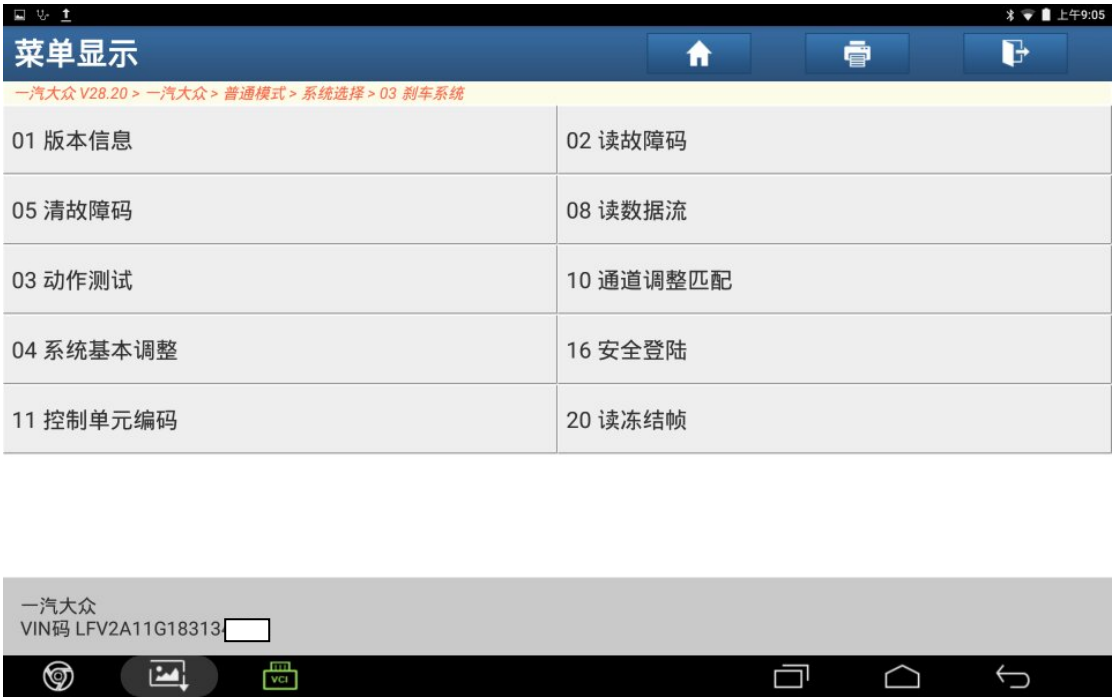 上午9:05
菜单显示
一汽大众 V28.20 > 一汽大众 > 普通模式 > 系统选择 > 03 刹车系统
01 版本信息
02 读故障码
05 清故障码
08 读数据流
03 动作测试
10 通道调整匹配
04 系统基本调整
16 安全登陆
11 控制单元编码
20 读冻结帧
一汽大众
VIN码 LFV2A11G18313
VCI